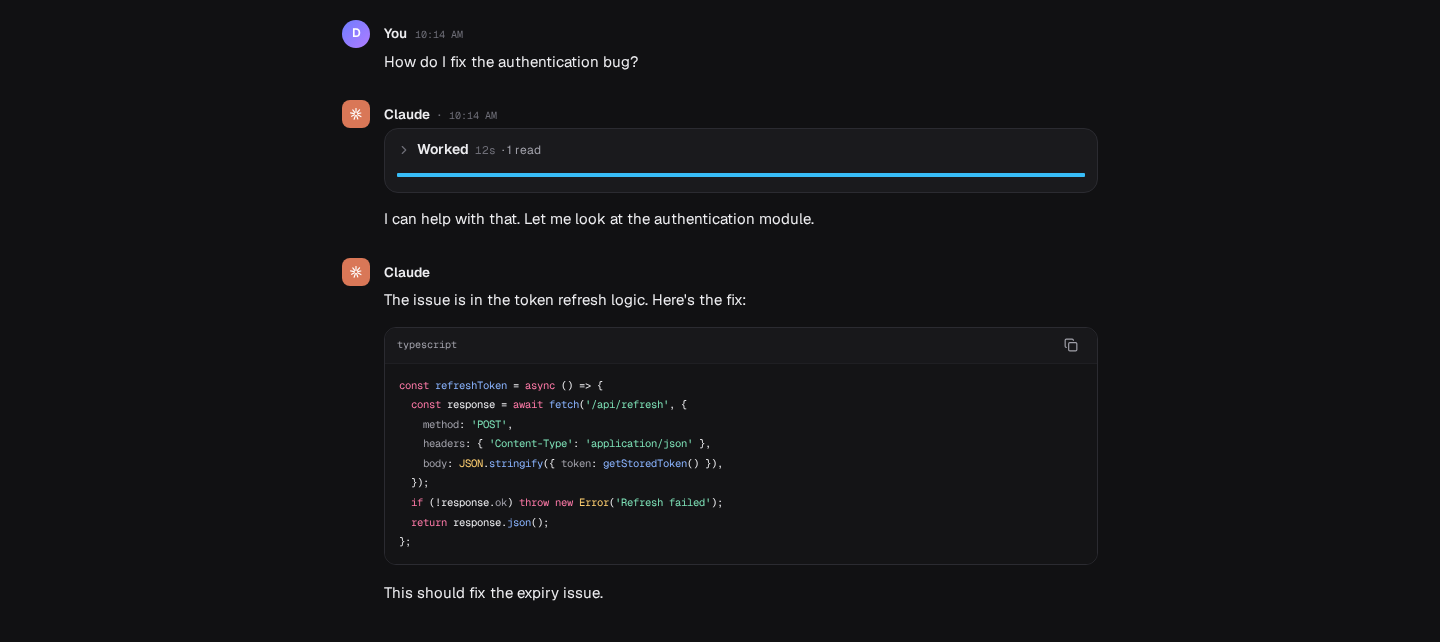 D
You 10:14 AM
How do I fix the authentication bug?
Claude · 10:14 AM
Worked 12s · 1 read
I can help with that. Let me look at the authentication module.
Claude
The issue is in the token refresh logic. Here's the fix:
typescript
const refreshToken = async () => {
  const response = await fetch('/api/refresh', {
    method: 'POST',
    headers: { 'Content-Type': 'application/json' },
    body: JSON.stringify({ token: getStoredToken() }),
  });
  if (!response.ok) throw new Error('Refresh failed');
  return response.json();
};
This should fix the expiry issue.